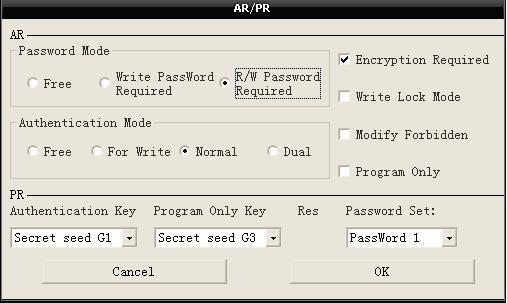 AR/PR
AR
Password Mode
Free
Write PassWord
Required
R/W Password
Required
Encryption Required
Write Lock Mode
Authentication Mode
Free
For Write
Normal
Dual
Modify Forbidden
Program Only
PR
Authentication Key
Program Only Key
Res
Password Set:
Secret seed G1
Secret seed G3
PassWord 1
Cancel
OK